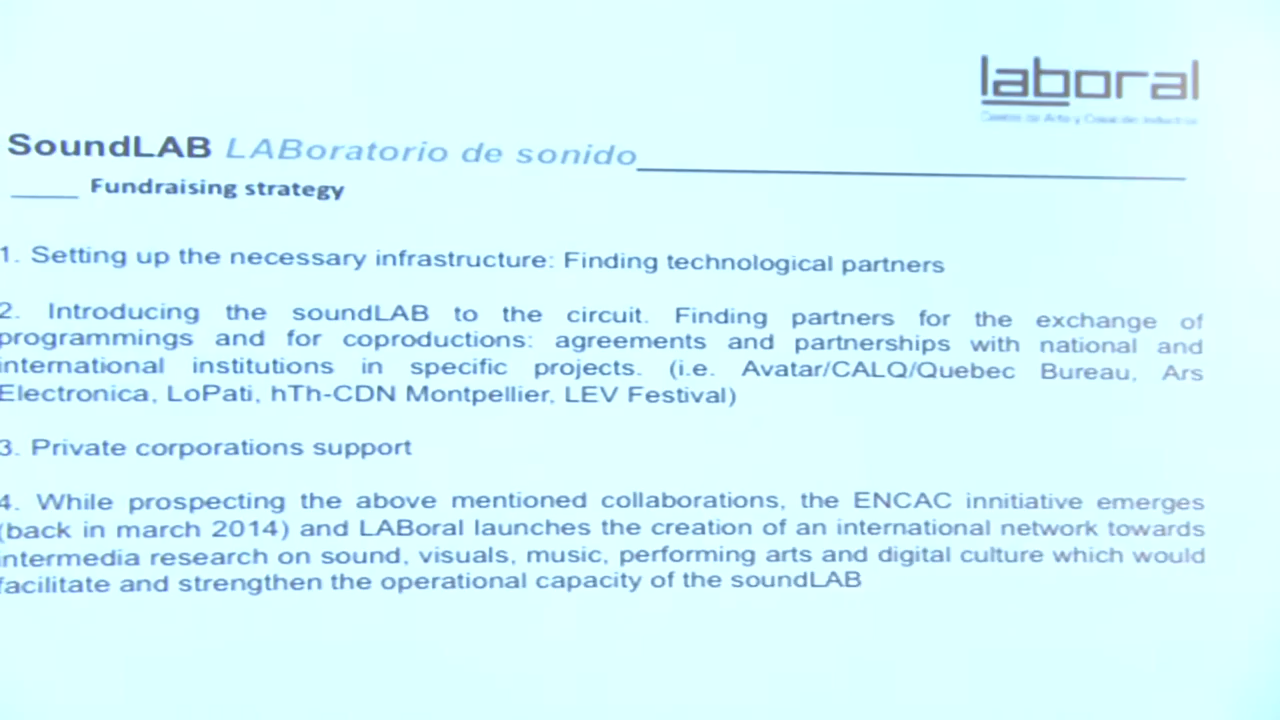 laboral
Centro de Arte y
SoundLAB LABoratorio de sonido
Fundraising strategy
1. Setting up the necessary infrastructure: Finding technological partners
2. Introducing the soundLAB to the circuit. Finding partners for the exchange of
programmings and for coproductions: agreements and partnerships with national and
international institutions in specific projects. (i.e. Avatar/CALQ/Quebec Bureau, Ars
Electronica, LoPati, hTh-CDN Montpellier, LEV Festival)
3. Private corporations support
4. While prospecting the above mentioned collaborations, the ENCAC innitiative emerges
(back in march 2014) and LABoral launches the creation of an international network towards
intermedia research on sound, visuals, music, performing arts and digital culture which would
facilitate and strengthen the operational capacity of the soundLAB